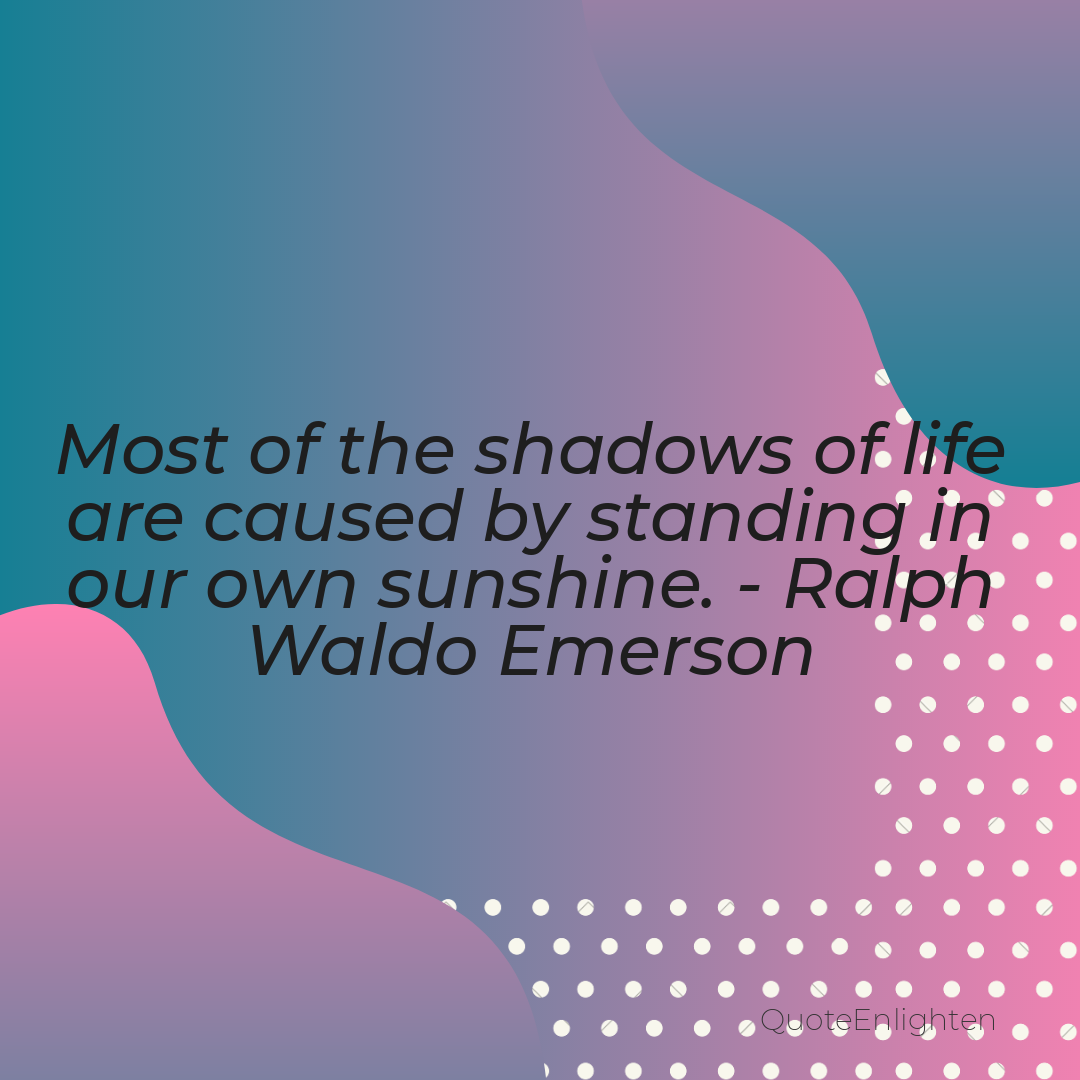 Most of the shadows of life
are caused by standing in
our own sunshine. - Ralph
Waldo Emerson
QuoteEnlighten